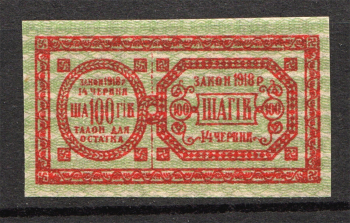 ЗАКОН 1918 Р
14 ЧЕРВНЯ
ША 100 ГІВ
ТАЛОН ДЛЯ
ОСТАТКА
ЗАКОН 1918 Р
100 ШАГІВ 100
14 ЧЕРВНЯ